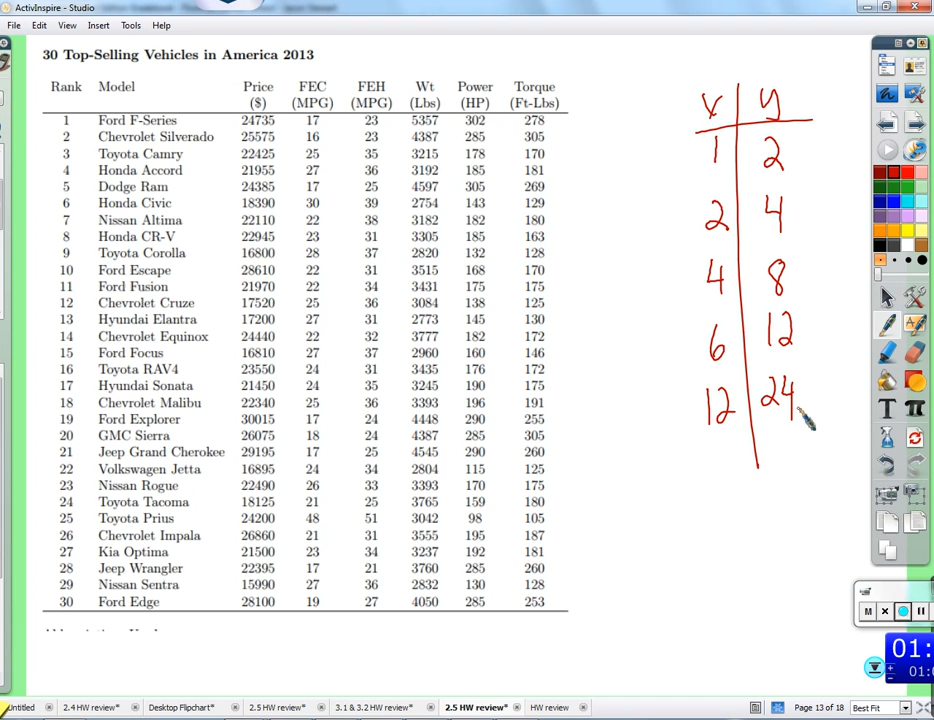 ActivInspire - Studio
File Edit View Insert Tools Help
30 Top-Selling Vehicles in America 2013
Rank Model Price FEC FEH Wt Power Torque
($) (MPG) (MPG) (Lbs) (HP) (Ft-Lbs)
1 Ford F-Series 24735 17 23 5357 302 278
2 Chevrolet Silverado 25575 16 23 4387 285 305
3 Toyota Camry 22425 25 35 3215 178 170
4 Honda Accord 21955 27 36 3192 185 181
5 Dodge Ram 24385 17 25 4597 305 269
6 Honda Civic 18390 30 39 2754 143 129
7 Nissan Altima 22110 22 38 3182 182 180
8 Honda CR-V 22945 23 31 3305 185 163
9 Toyota Corolla 16800 28 37 2820 132 128
10 Ford Escape 28610 22 31 3515 168 170
11 Ford Fusion 21970 22 34 3431 175 175
12 Chevrolet Cruze 17520 25 36 3084 138 125
13 Hyundai Elantra 17200 27 31 2773 145 130
14 Chevrolet Equinox 24440 22 32 3777 182 172
15 Ford Focus 16810 27 37 2960 160 146
16 Toyota RAV4 23550 24 31 3435 176 172
17 Hyundai Sonata 21450 24 35 3245 190 175
18 Chevrolet Malibu 22340 25 36 3393 196 191
19 Ford Explorer 30015 17 24 4448 290 255
20 GMC Sierra 26075 18 24 4387 285 305
21 Jeep Grand Cherokee 29195 17 25 4545 290 260
22 Volkswagen Jetta 16895 24 34 2804 115 125
23 Nissan Rogue 22490 26 33 3393 170 175
24 Toyota Tacoma 18125 21 25 3765 159 180
25 Toyota Prius 24200 48 51 3042 98 105
26 Chevrolet Impala 26860 21 31 3555 195 187
27 Kia Optima 21500 23 34 3237 192 181
28 Jeep Wrangler 22395 17 21 3760 285 260
29 Nissan Sentra 15990 27 36 2832 130 128
30 Ford Edge 28100 19 27 4050 285 253
x y
1 2
2 4
4 8
6 12
12 24
M
01:
01:
Untitled 2.4 HW review* Desktop Flipchart* 2.5 HW review* 3.1 & 3.2 HW review* 2.5 HW review* HW review Page 13 of 18 Best Fit